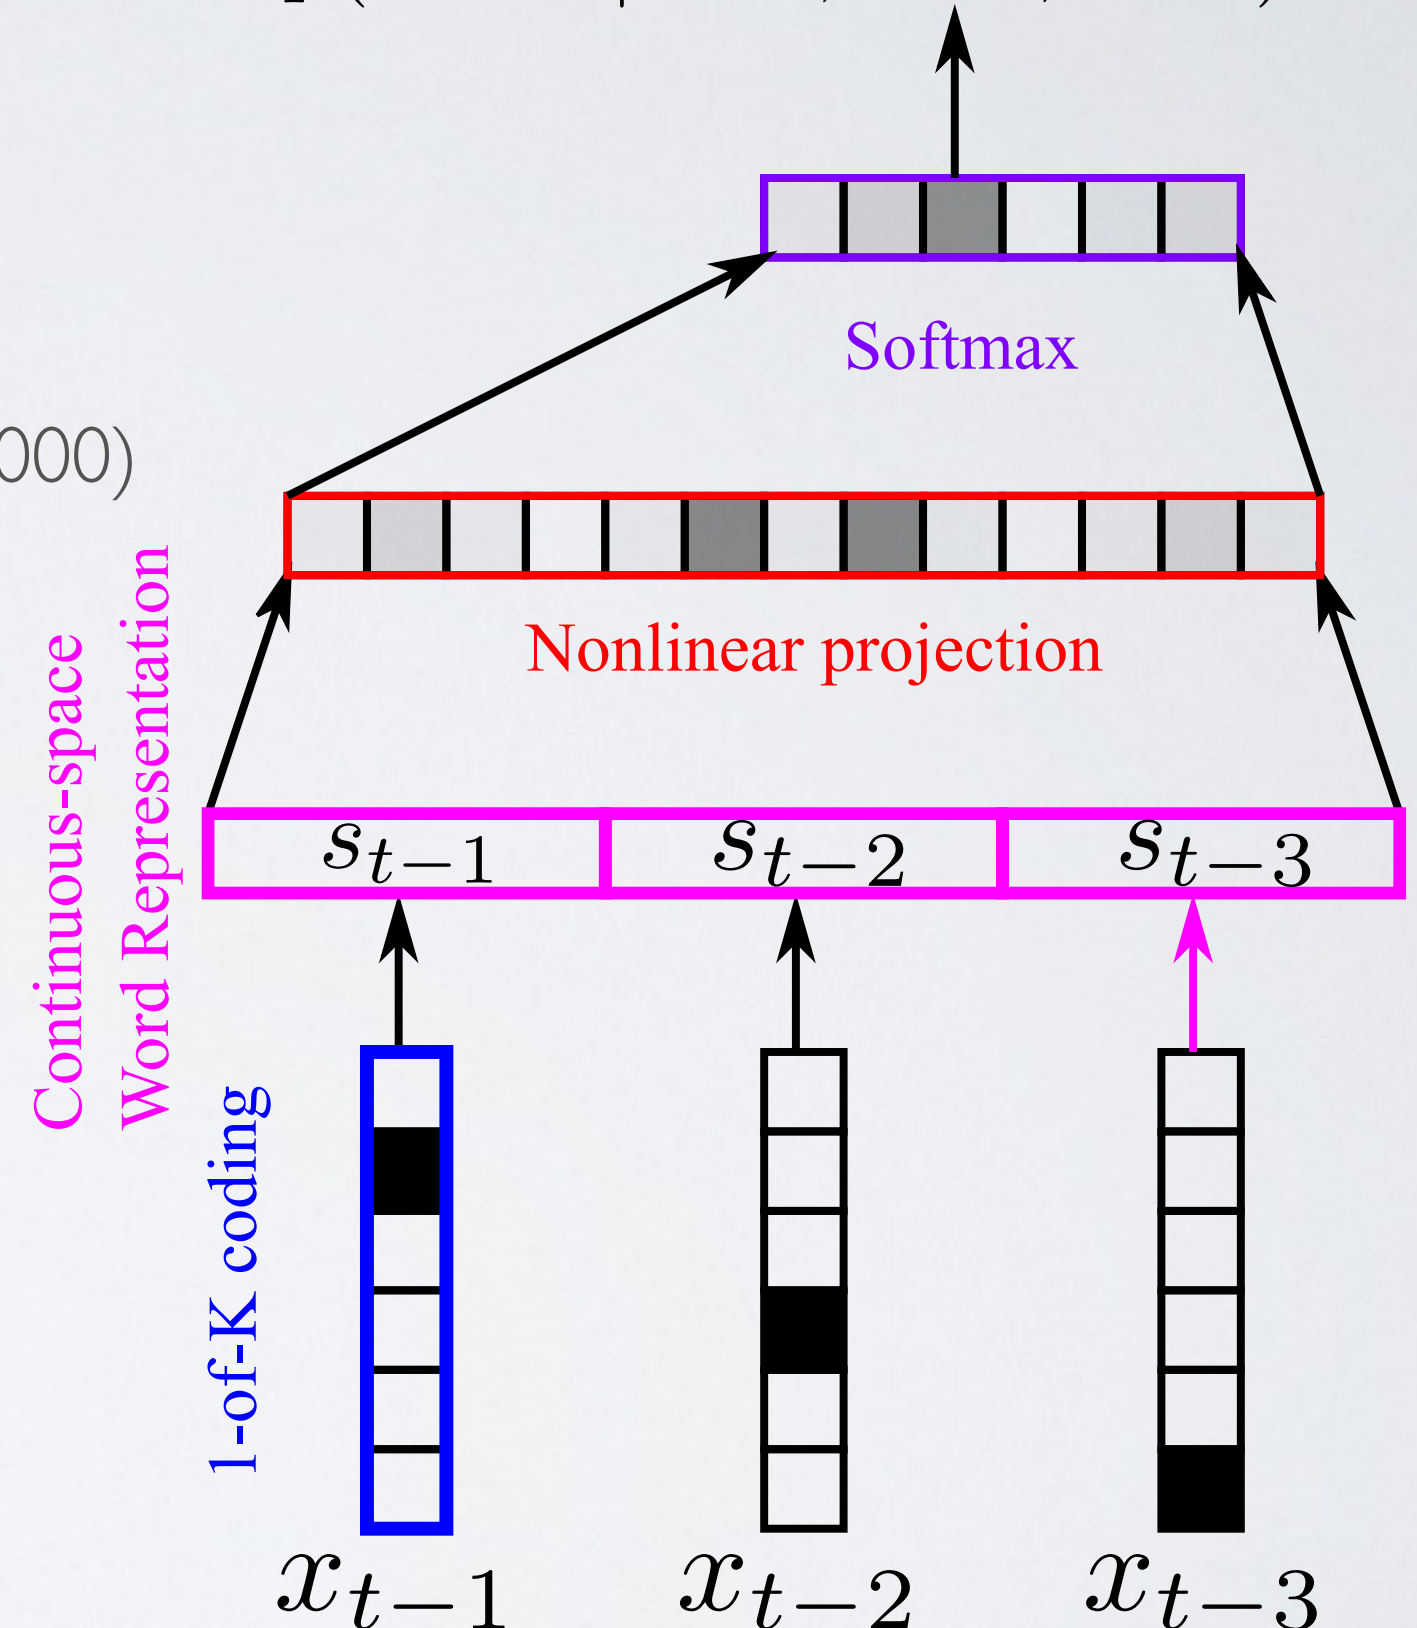 Softmax
000)
Nonlinear projection
Continuous-space
Word Representation
s_{t-1} s_{t-2} s_{t-3}
1-of-K coding
x_{t-1} x_{t-2} x_{t-3}